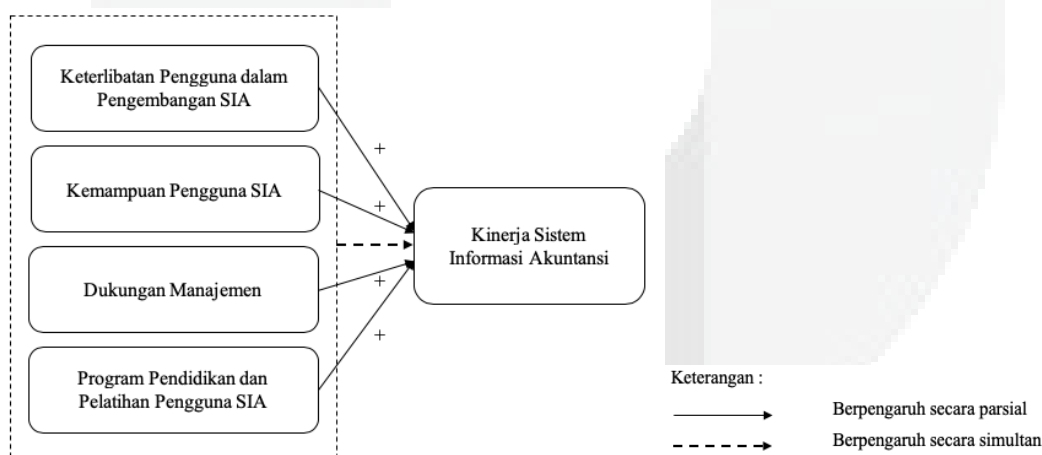 Keterlibatan Pengguna dalam
Pengembangan SIA
+
Kemampuan Pengguna SIA
+
Kinerja Sistem
Informasi Akuntansi
Dukungan Manajemen
+
+
Program Pendidikan dan
Pelatihan Pengguna SIA
Keterangan :
Berpengaruh secara parsial
Berpengaruh secara simultan